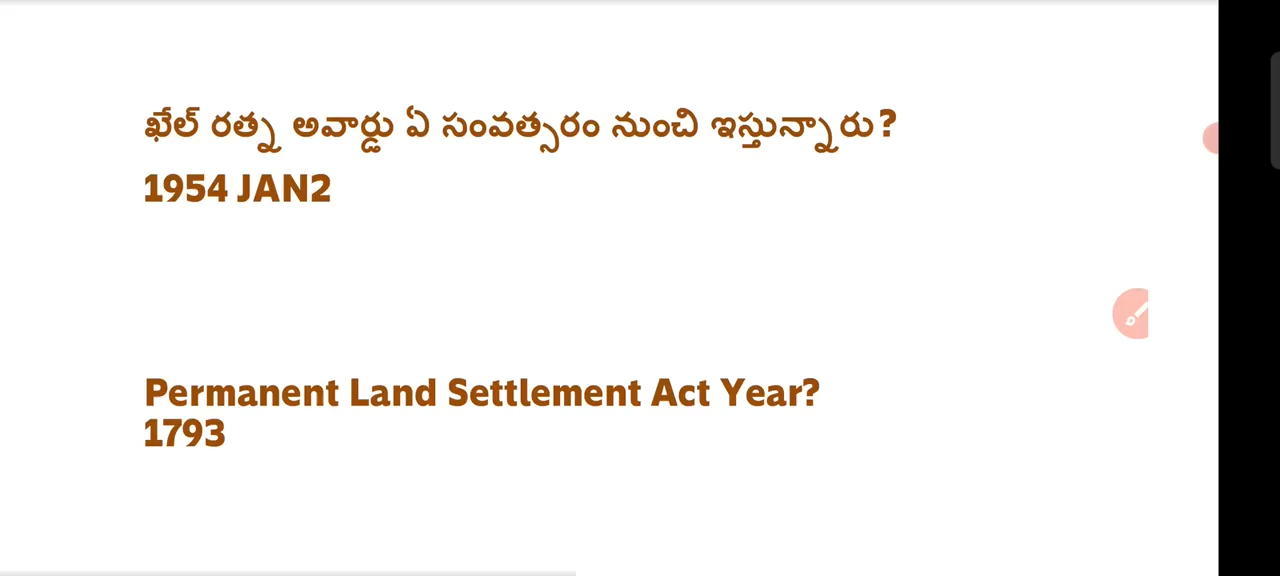 ఖేల్ రత్న అవార్డు ఏ సంవత్సరం నుంచి ఇస్తున్నారు?
1954 JAN2
Permanent Land Settlement Act Year?
1793